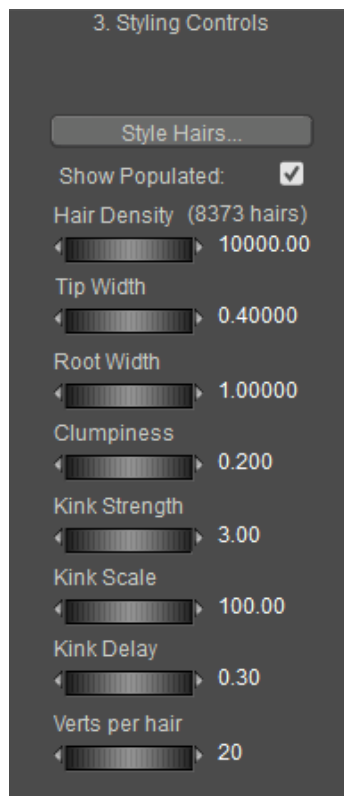 3. Styling Controls
Style Hairs...
Show Populated:
Hair Density (8373 hairs)
10000.00
Tip Width
0.40000
Root Width
1.00000
Clumpiness
0.200
Kink Strength
3.00
Kink Scale
100.00
Kink Delay
0.30
Verts per hair
20